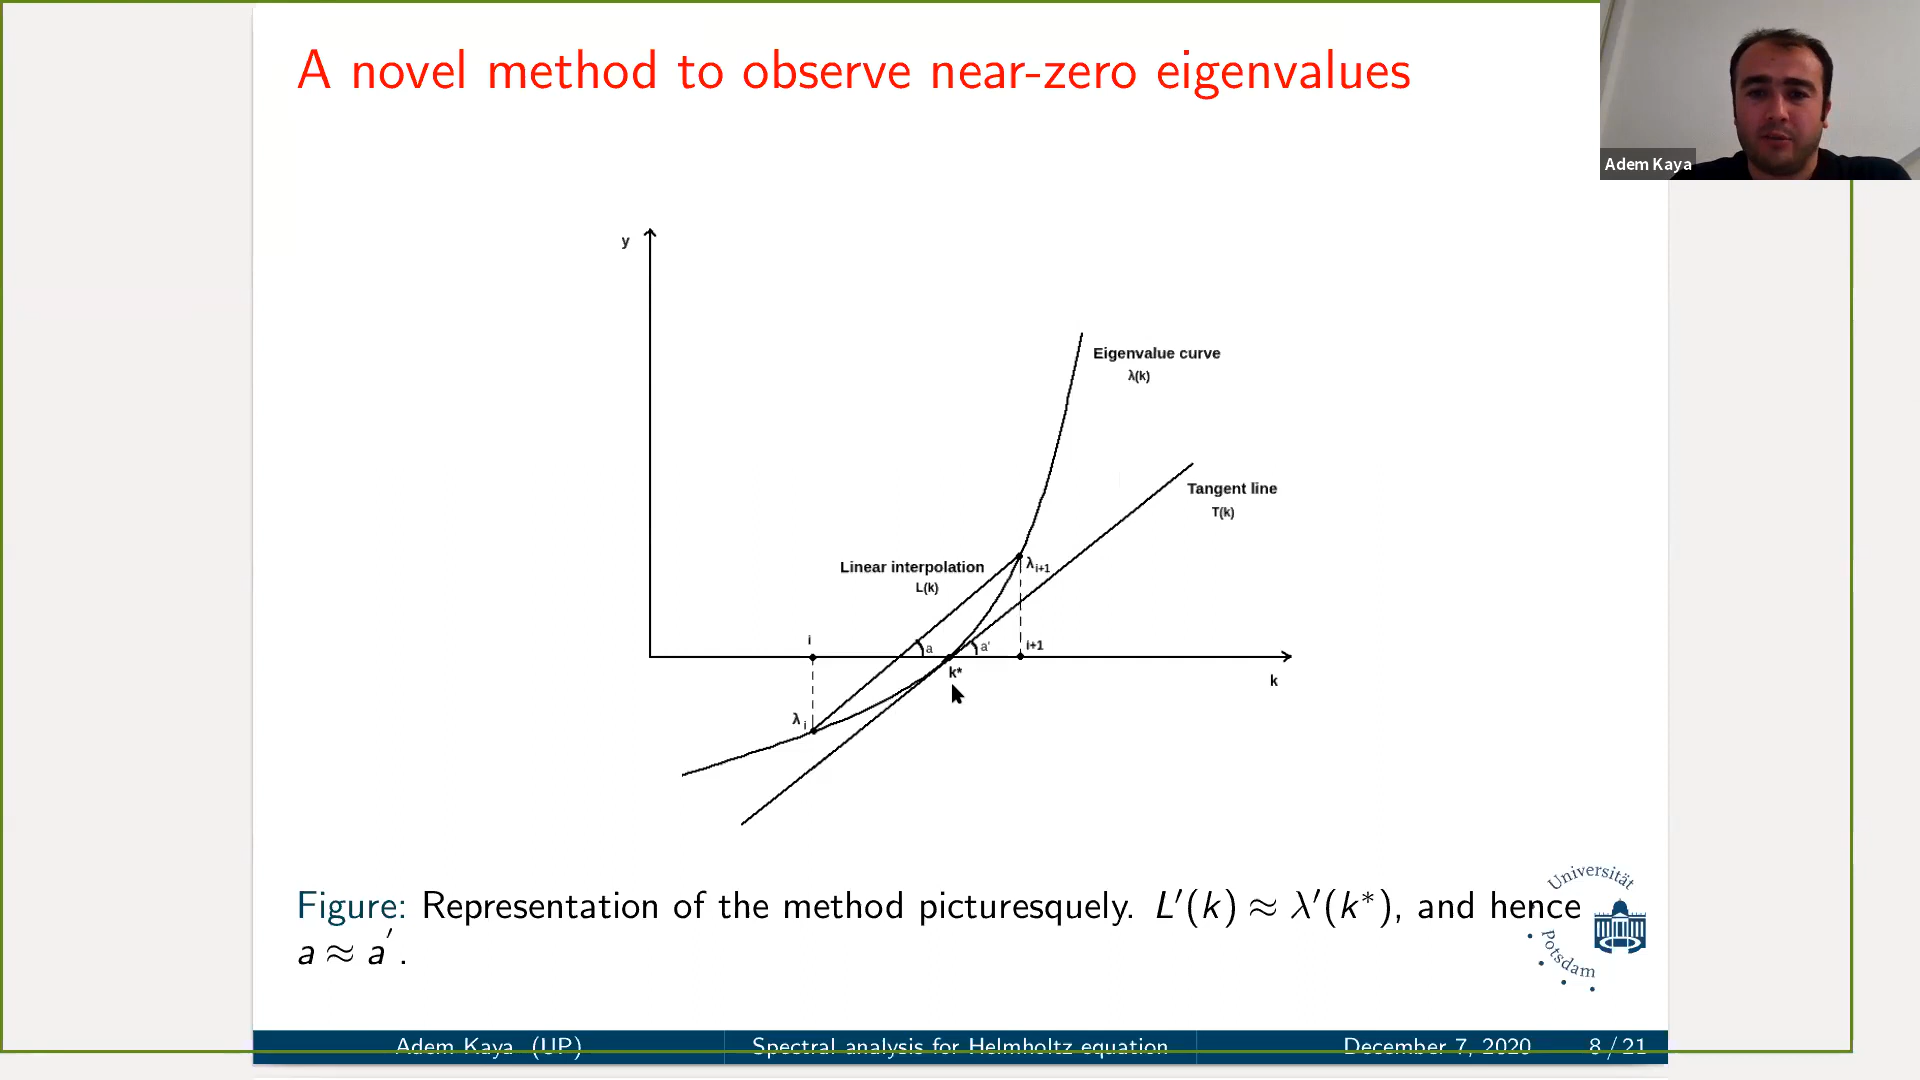 A novel method to observe near-zero eigenvalues
Adem Kaya
y
Eigenvalue curve
λ(k)
Tangent line
T(k)
Linear interpolation
L(k)
λ i+1
i
a
a'
i+1
k*
k
λ i
Figure: Representation of the method picturesquely. L′(k) ≈ λ′(k*), and hence
a ≈ a′.
Universität
Potsdam
Adem Kaya (UP)
Spectral analysis for Helmholtz equation
December 7, 2020
8 / 21